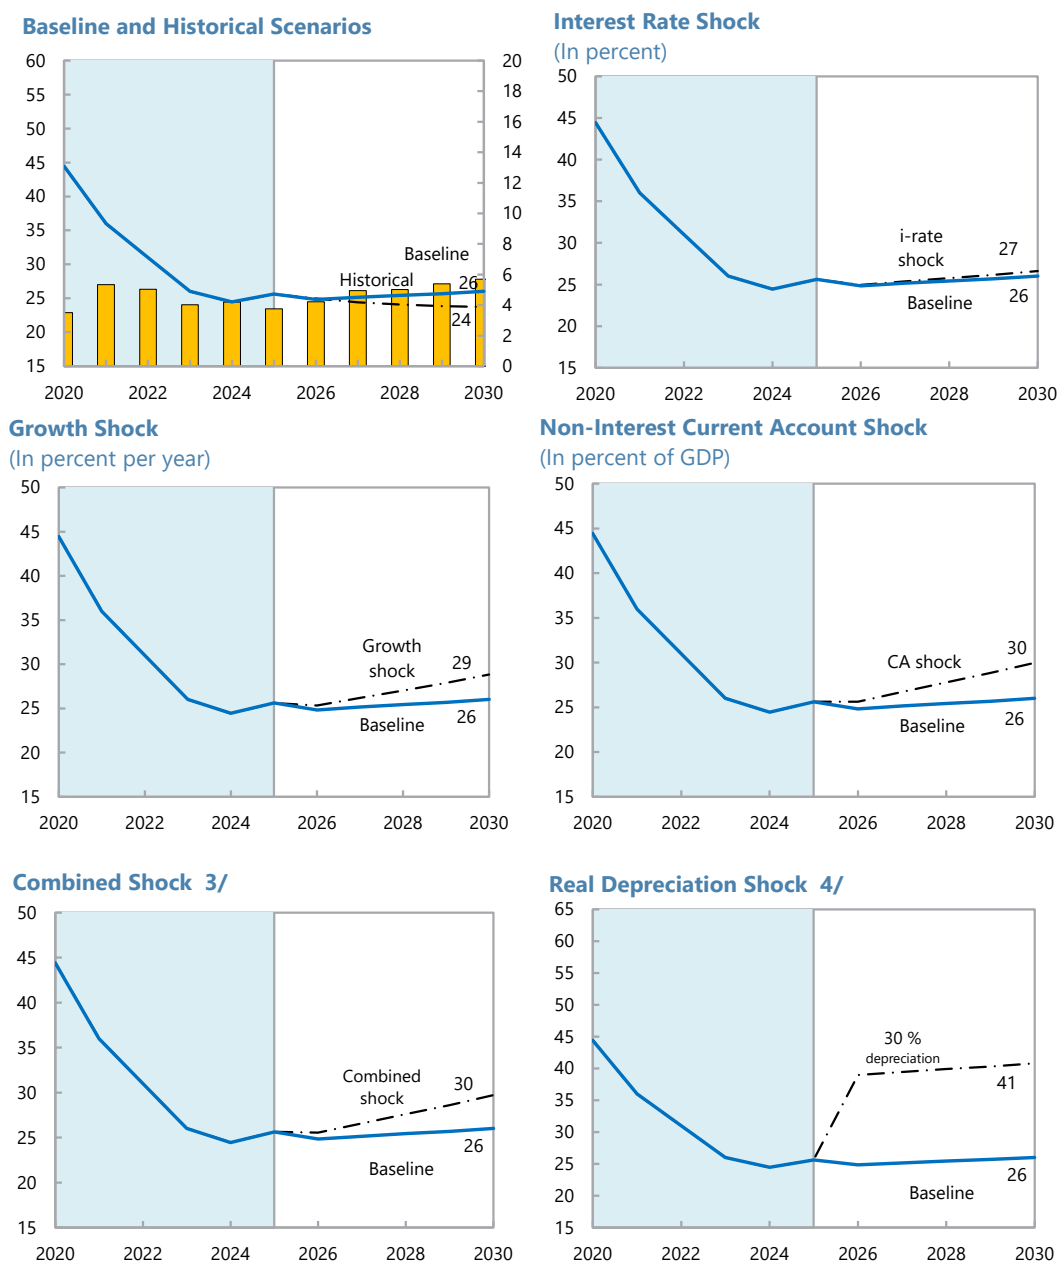 Baseline and Historical Scenarios
60
55
50
45
40
35
30
25
20
15
20
18
16
14
12
10
8
6
4
2
0
Baseline
Historical
26
24
2020 2022 2024 2026 2028 2030
Interest Rate Shock
(In percent)
50
45
40
35
30
25
20
15
i-rate
shock
27
Baseline
26
2020 2022 2024 2026 2028 2030
Growth Shock
(In percent per year)
50
45
40
35
30
25
20
15
Growth
shock
29
Baseline
26
2020 2022 2024 2026 2028 2030
Non-Interest Current Account Shock
(In percent of GDP)
50
45
40
35
30
25
20
15
CA shock
30
Baseline
26
2020 2022 2024 2026 2028 2030
Combined Shock 3/
50
45
40
35
30
25
20
15
Combined
shock
30
26
Baseline
2020 2022 2024 2026 2028 2030
Real Depreciation Shock 4/
65
60
55
50
45
40
35
30
25
20
15
30 %
depreciation
41
26
Baseline
2020 2022 2024 2026 2028 2030